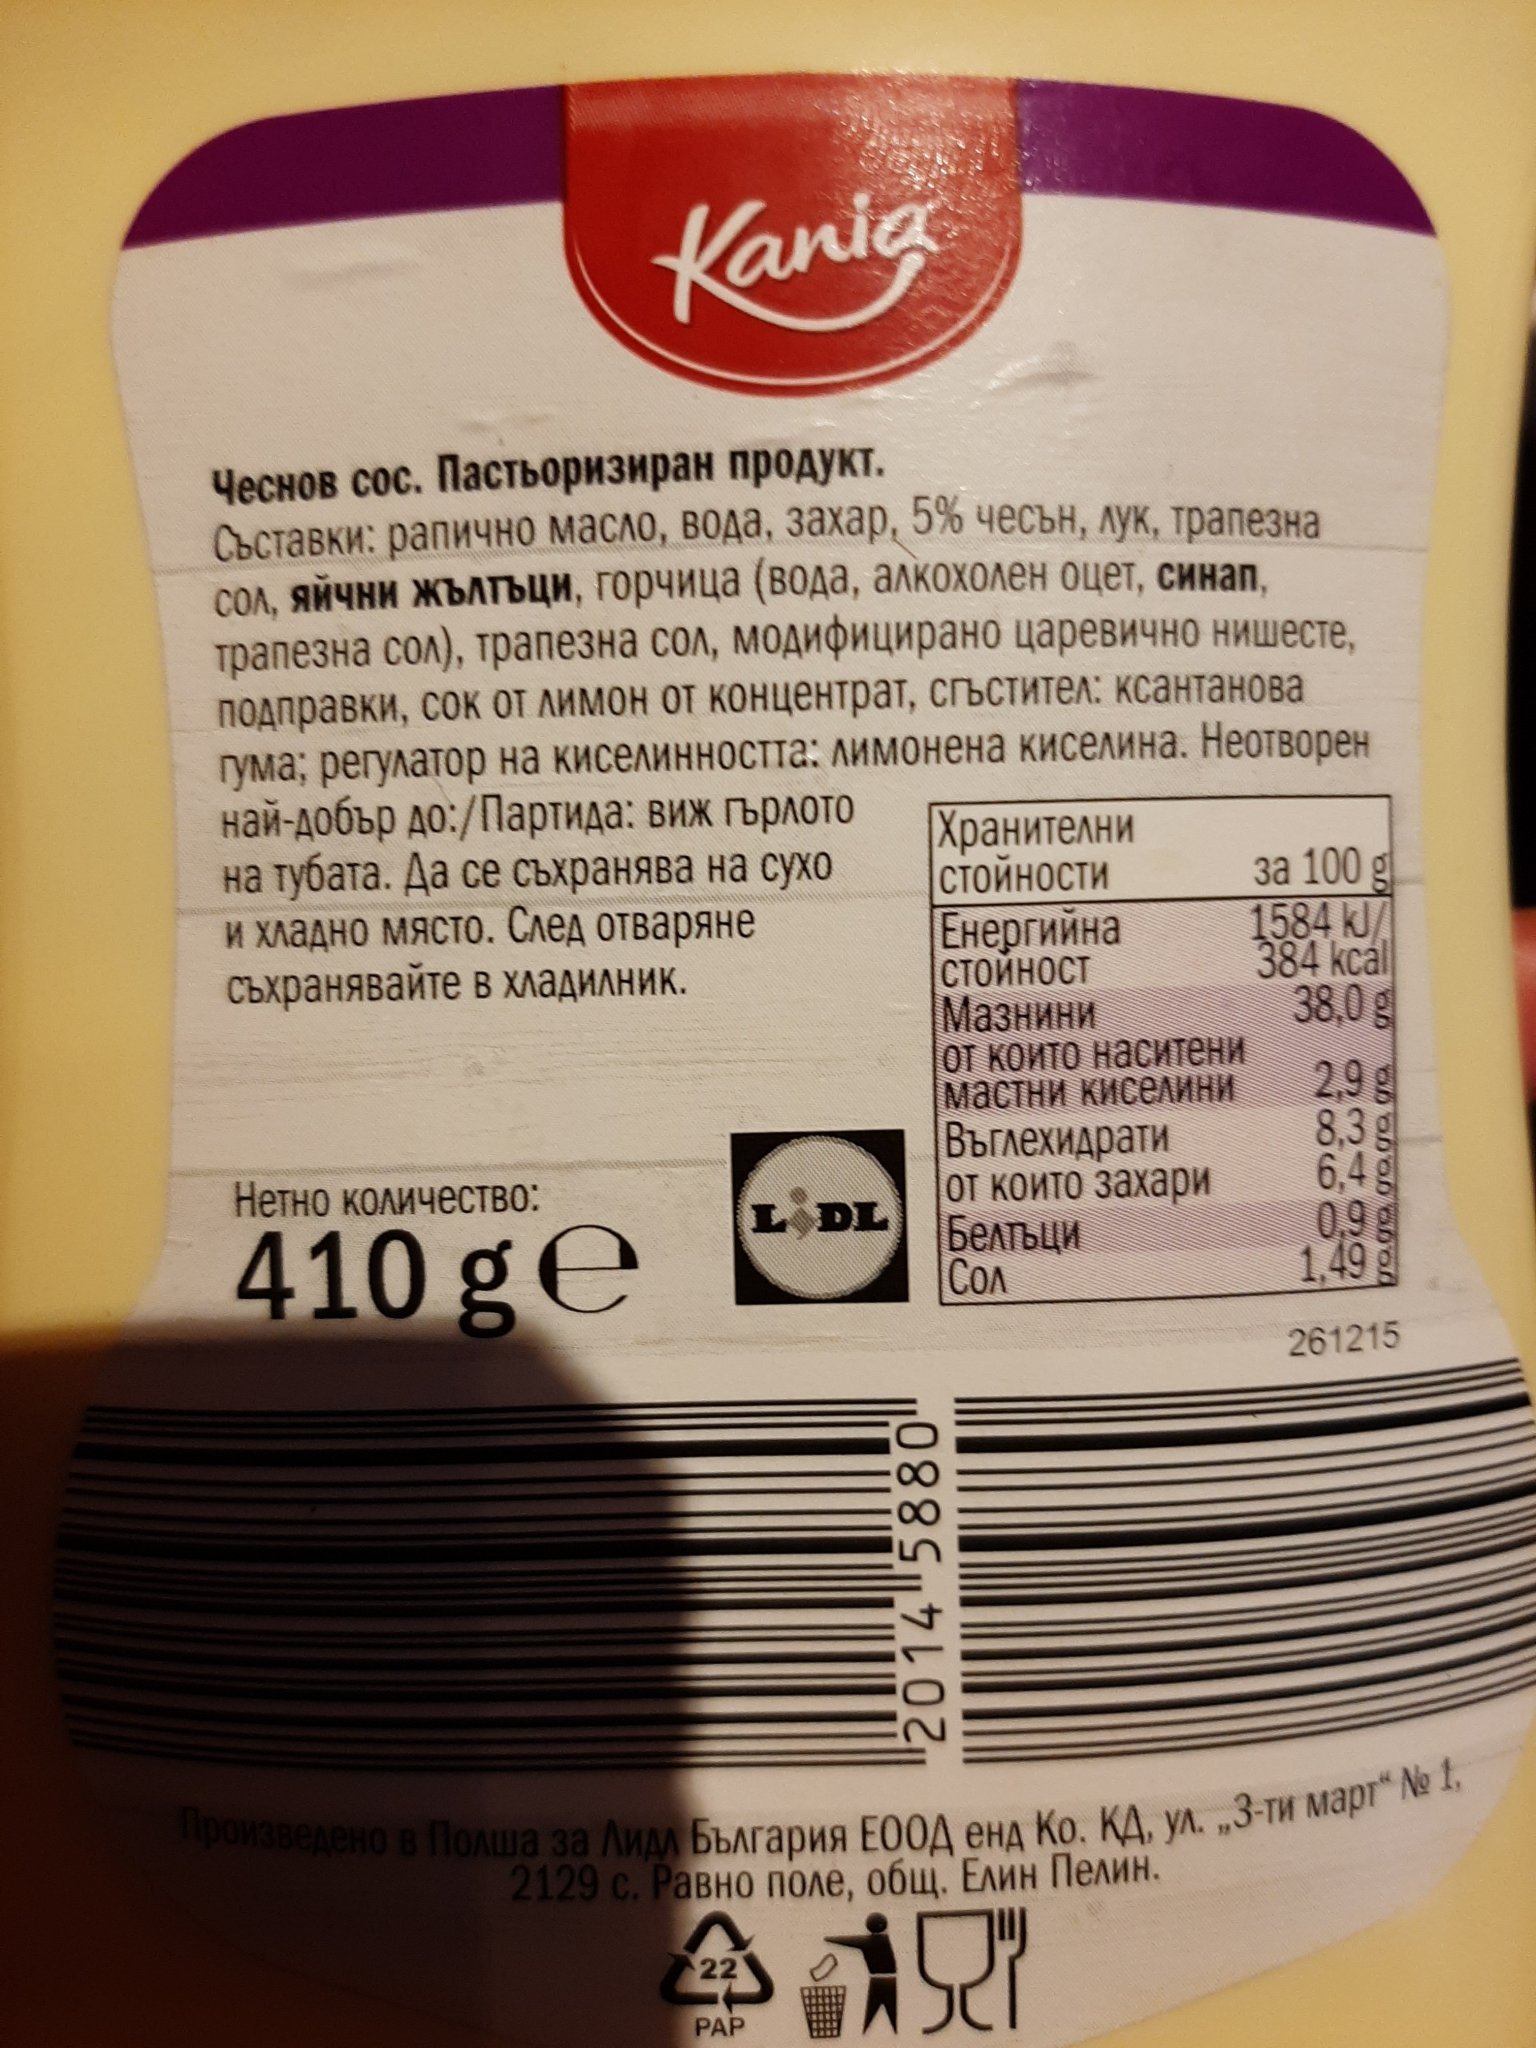 Kania
Чеснов сос. Пастьоризиран продукт.
Съставки: рапично масло, вода, захар, 5% чесън, лук, трапезна
сол, яйчни жълтъци, горчица (вода, алкохолен оцет, синап,
трапезна сол), трапезна сол, модифицирано царевично нишесте,
подправки, сок от лимон от концентрат, сгъстител: ксантанова
гума; регулатор на киселинността: лимонена киселина. Неотворен
най-добър до:/Партида: виж гърлото
на тубата. Да се съхранява на сухо
и хладно място. След отваряне
съхранявайте в хладилник.
Хранителни
стойности за 100 g
Енергийна 1584 kJ/
стойност 384 kcal
Мазнини 38,0 g
от които наситени
мастни киселини 2,9 g
Въглехидрати 8,3 g
от които захари 6,4 g
Белтъци 0,9 g
Сол 1,49 g
Нетно количество:
410 g e
LIDL
261215
2014 5880
Произведено в Полша за Лидл България ЕООД енд Ко. КД, ул. „3-ти март“ № 1,
2129 с. Равно поле, общ. Елин Пелин.
22
PAP